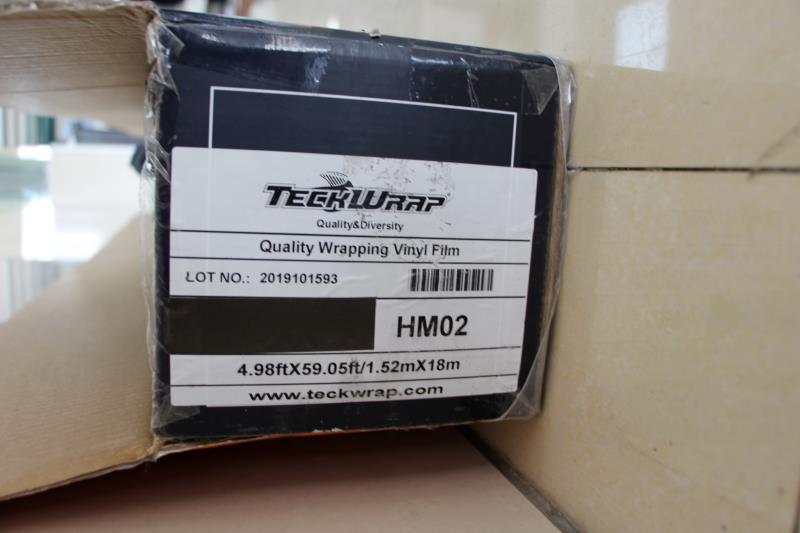 TECKWRAP
Quality&Diversity
Quality Wrapping Vinyl Film
LOT NO.: 2019101593
HM02
4.98ftX59.05ft/1.52mX18m
www.teckwrap.com